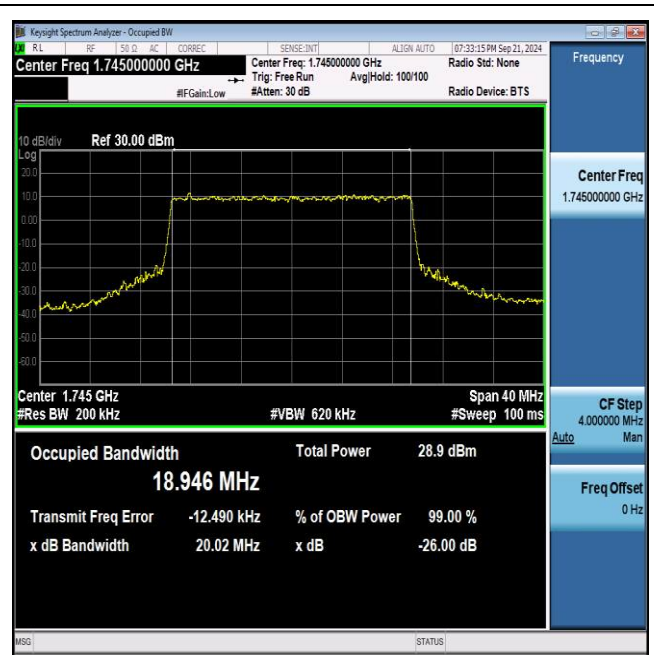 Keysight Spectrum Analyzer - Occupied BW
RL RF 50 Ω AC CORREC SENSE:INT ALIGN AUTO 07:33:15 PM Sep 21, 2024
Center Freq 1.745000000 GHz Center Freq: 1.745000000 GHz Radio Std: None
Trig: Free Run Avg|Hold: 100/100
#IFGain:Low #Atten: 30 dB Radio Device: BTS
Frequency
10 dB/div Ref 30.00 dBm
Log
20.0
10.0
0.00
-10.0
-20.0
-30.0
-40.0
-50.0
-60.0
Center 1.745 GHz Span 40 MHz
#Res BW 200 kHz #VBW 620 kHz #Sweep 100 ms
Center Freq
1.745000000 GHz
CF Step
4.000000 MHz
Auto Man
Freq Offset
0 Hz
Occupied Bandwidth Total Power 28.9 dBm
18.946 MHz
Transmit Freq Error -12.490 kHz % of OBW Power 99.00 %
x dB Bandwidth 20.02 MHz x dB -26.00 dB
MSG STATUS